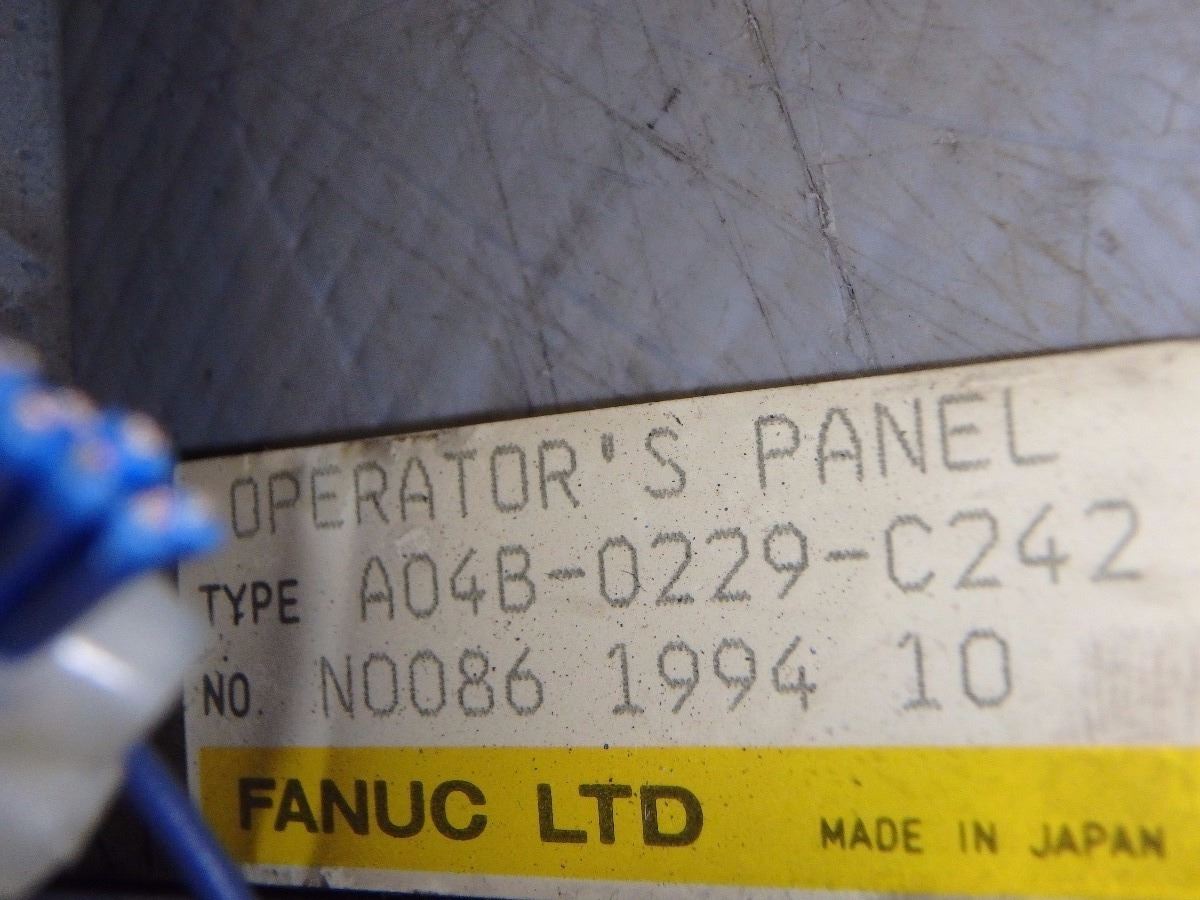 OPERATOR'S PANEL
TYPE A04B-0229-C242
NO. N0086 1994 10
FANUC LTD MADE IN JAPAN